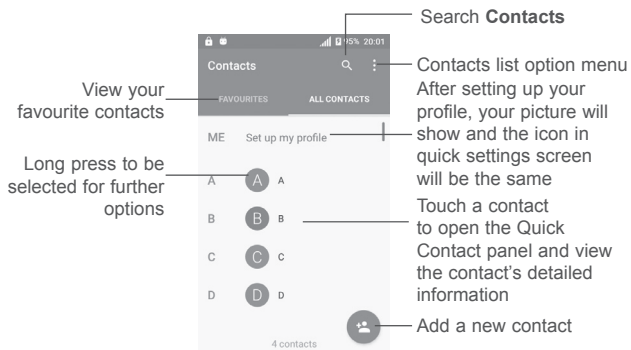 Search Contacts
95% 20:01
Contacts
Contacts list option menu
FAVOURITES
ALL CONTACTS
View your
favourite contacts
After setting up your
profile, your picture will
show and the icon in
quick settings screen
will be the same
ME Set up my profile
Long press to be
selected for further
options
A A A
B B B
C C C
D D D
Touch a contact
to open the Quick
Contact panel and view
the contact's detailed
information
Add a new contact
4 contacts